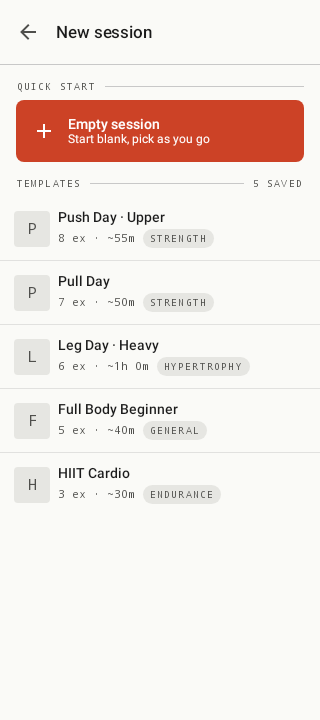 New session
QUICK START
Empty session
Start blank, pick as you go
TEMPLATES 5 SAVED
P
Push Day · Upper
8 ex · ~55m STRENGTH
P
Pull Day
7 ex · ~50m STRENGTH
L
Leg Day · Heavy
6 ex · ~1h 0m HYPERTROPHY
F
Full Body Beginner
5 ex · ~40m GENERAL
H
HIIT Cardio
3 ex · ~30m ENDURANCE